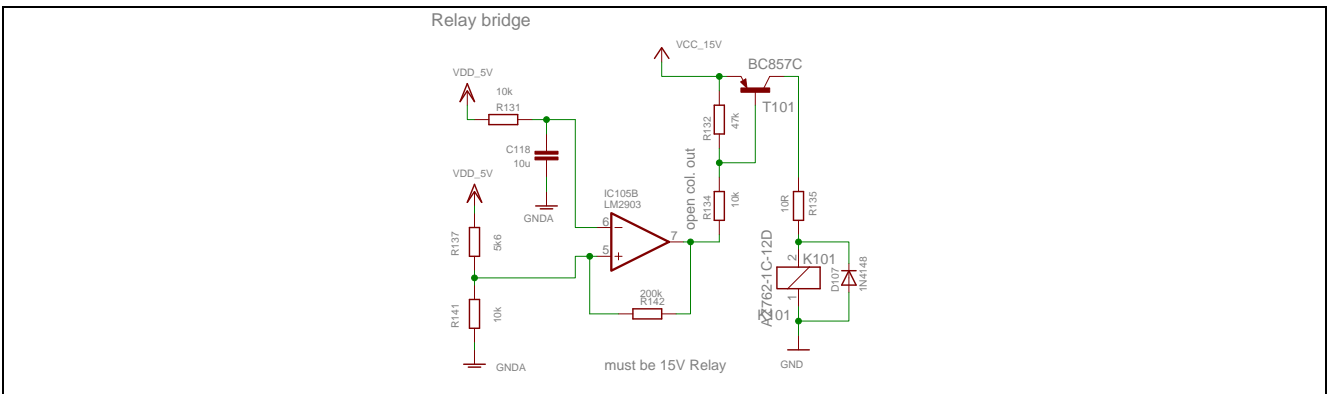 Relay bridge
VCC_15V
BC857C
T101
VDD_5V
10k
R131
R132
47k
C118
10u
GNDA
VDD_5V
open col. out
IC105B
LM2903
R134
10k
10R
R135
6
7
5
R137
5k6
200k
R142
AZ762-1C-12D
2
K101
1
K101
D107
1N4148
R141
10k
GNDA
must be 15V Relay
GND